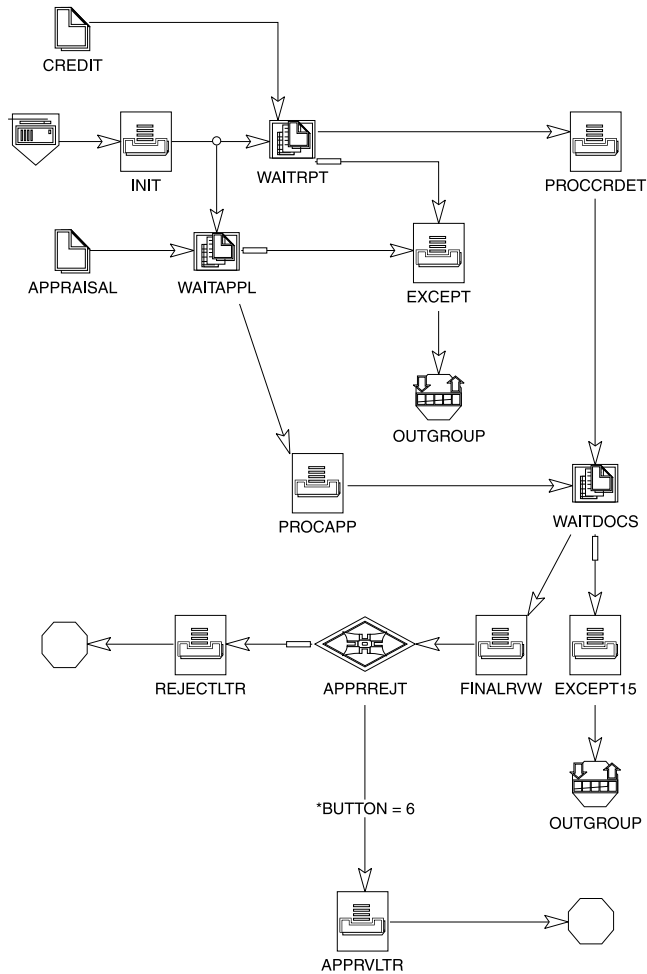 CREDIT
INIT
WAITRPT
PROCCRDET
APPRAISAL
WAITAPPL
EXCEPT
OUTGROUP
PROCAPP
WAITDOCS
REJECTLTR
APPRREJT
FINALRVW
EXCEPT15
*BUTTON = 6
OUTGROUP
APPRVLTR